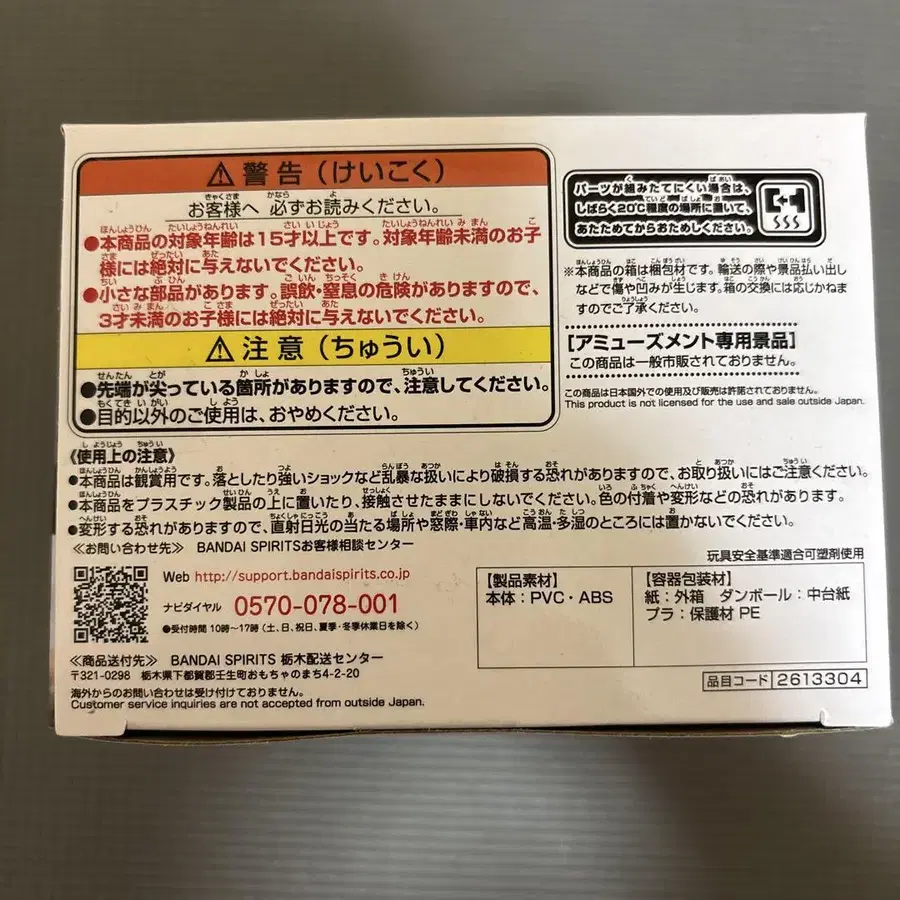 警告（けいこく）
お客様へ 必ずお読みください。
●本商品の対象年齢は15才以上です。対象年齢未満のお子
様には絶対に与えないでください。
●小さな部品があります。誤飲・窒息の危険がありますので、
3才未満のお子様には絶対に与えないでください。
注意（ちゅうい）
●先端が尖っている箇所がありますので、注意してください。
●目的以外のご使用は、おやめください。
パーツが組みたてにくい場合は、
しばらく20℃程度の場所に置いて、
あたためてからおためしください。
※本商品の箱は梱包材です。輸送の際や景品払い出し
などで傷や凹みが生じます。箱の交換には応じかねま
すのでご了承ください。
[アミューズメント専用景品]
この商品は一般市販されておりません。
この商品は日本国外での使用及び販売は許諾されておりません。
This product is not licensed for the use and sale outside Japan.
《使用上の注意》
●本商品は観賞用です。落としたり強いショックなど乱暴な扱いにより破損する恐れがありますので、お取り扱いにはご注意ください。
●本商品をプラスチック製品の上に置いたり、接触させたままにしないでください。色の付着や変形などの恐れがあります。
●変形する恐れがありますので、直射日光の当たる場所や窓際・車内など高温・多湿のところには置かないでください。
≪お問い合わせ先≫ BANDAI SPIRITSお客様相談センター
Web http://support.bandaispirits.co.jp
ナビダイヤル 0570-078-001
●受付時間 10時〜17時（土、日、祝日、夏季・冬季休業日を除く）
≪商品送付先≫ BANDAI SPIRITS 栃木配送センター
〒321-0298 栃木県下都賀郡壬生町おもちゃのまち4-2-20
海外からのお問い合わせは受け付けておりません。
Customer service inquiries are not accepted from outside Japan.
玩具安全基準適合可塑剤使用
【製品素材】
本体：PVC・ABS
【容器包装材】
紙：外箱 ダンボール：中台紙
プラ：保護材 PE
品目コード 2613304